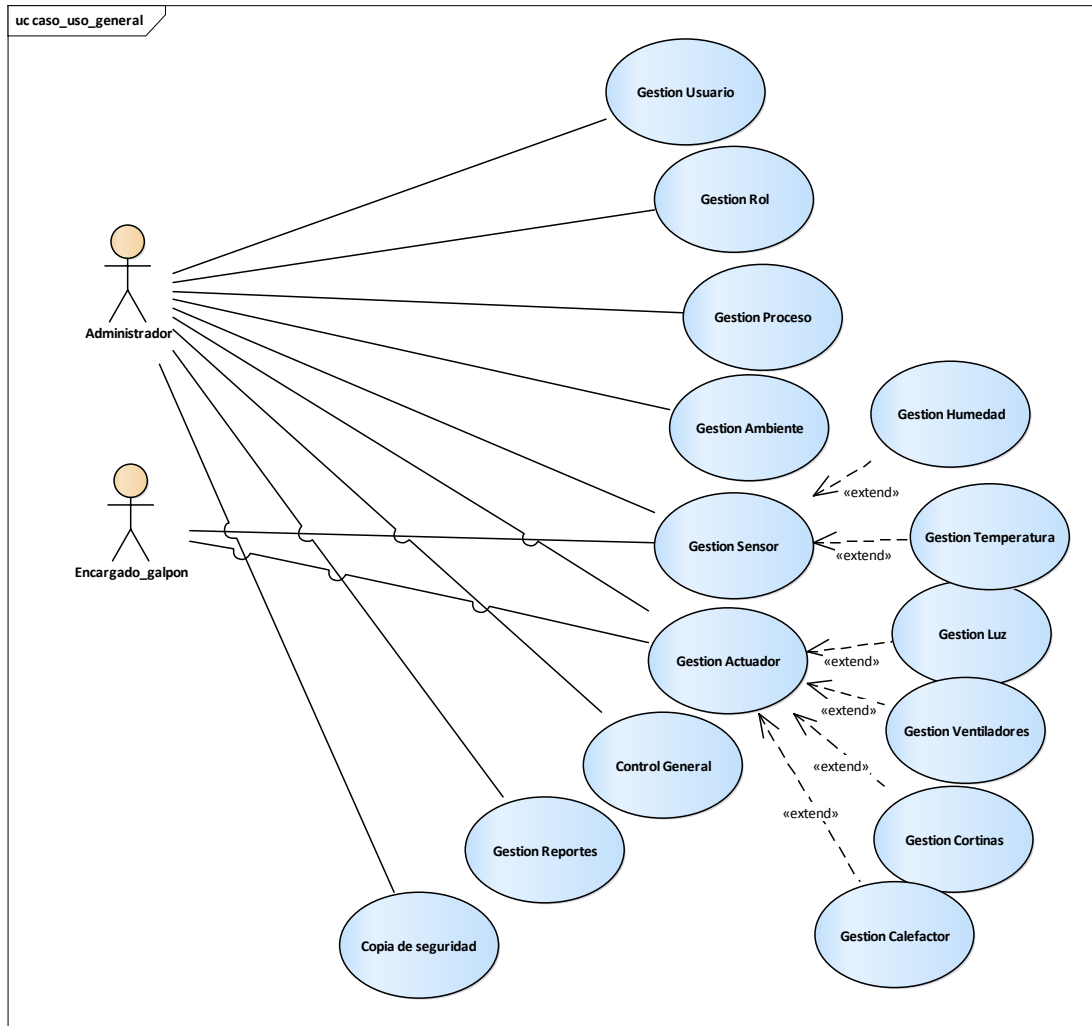 uc caso_uso_general
Gestion Usuario
Gestion Rol
Administrador
Gestion Proceso
Gestion Humedad
Gestion Ambiente
«extend»
Encargado_galpon
Gestion Sensor
Gestion Temperatura
«extend»
Gestion Luz
Gestion Actuador
«extend»
«extend»
Gestion Ventiladores
Control General
«extend»
«extend»
Gestion Cortinas
Gestion Reportes
Gestion Calefactor
Copia de seguridad